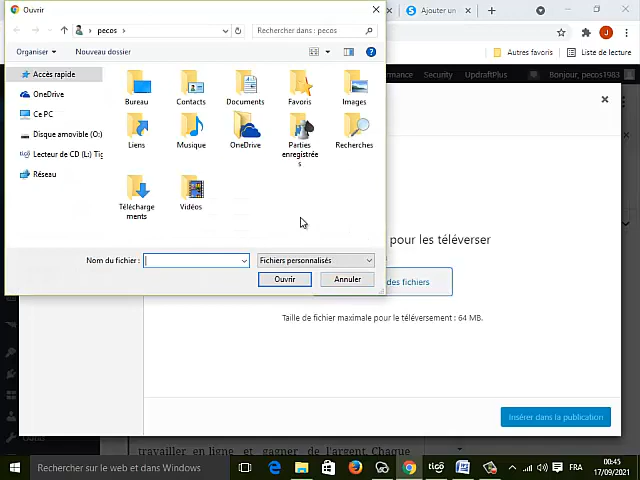 Ouvrir
Ajouter un
pecos
Rechercher dans : pecos
Organiser
Nouveau dossier
Autres favoris
Liste de lecture
Security
UpdraftPlus
Bonjour, pecos1983
Accès rapide
OneDrive
Ce PC
Disque amovible (O:)
Lecteur de CD (L:) Tig
Réseau
Bureau
Contacts
Documents
Favoris
Images
Liens
Musique
OneDrive
Parties
enregistrée
s
Recherches
Télécharge
ments
Vidéos
pour les téléverser
Nom du fichier :
Fichiers personnalisés
Ouvrir
Annuler
des fichiers
Taille de fichier maximale pour le téléversement : 64 MB.
Insérer dans la publication
Outils
travailler en ligne et gagner de l'argent. Chaque
Rechercher sur le web et dans Windows
tigo
FRA
00:45
17/09/2021